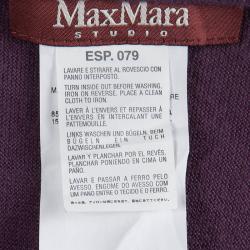 MaxMara
STUDIO
ESP. 079
LAVARE E STIRARE AL ROVESCIO CON
PANNO INTERPOSTO.
TURN INSIDE OUT BEFORE WASHING.
IRON ON REVERSE. PLACE A CLEAN
CLOTH TO IRON.
LAVER À L'ENVERS ET REPASSER À
L'ENVERS EN INTERCALANT UNE
PATTEMOUILLE.
LINKS WASCHEN UND BÜGELN, BEIM
BÜGELN EIN TUCH
DAZWISCHENLEGEN.
LAVAR Y PLANCHAR POR EL REVÉS,
PLANCHAR PONIENDO EN CIMA UN
PAÑO.
LAVAR E PASSAR A FERRO PELO
AVESSO, ENGOMAR DO AVESSO COM
UM PANO ENTRE O TECIDO E O FERRO.